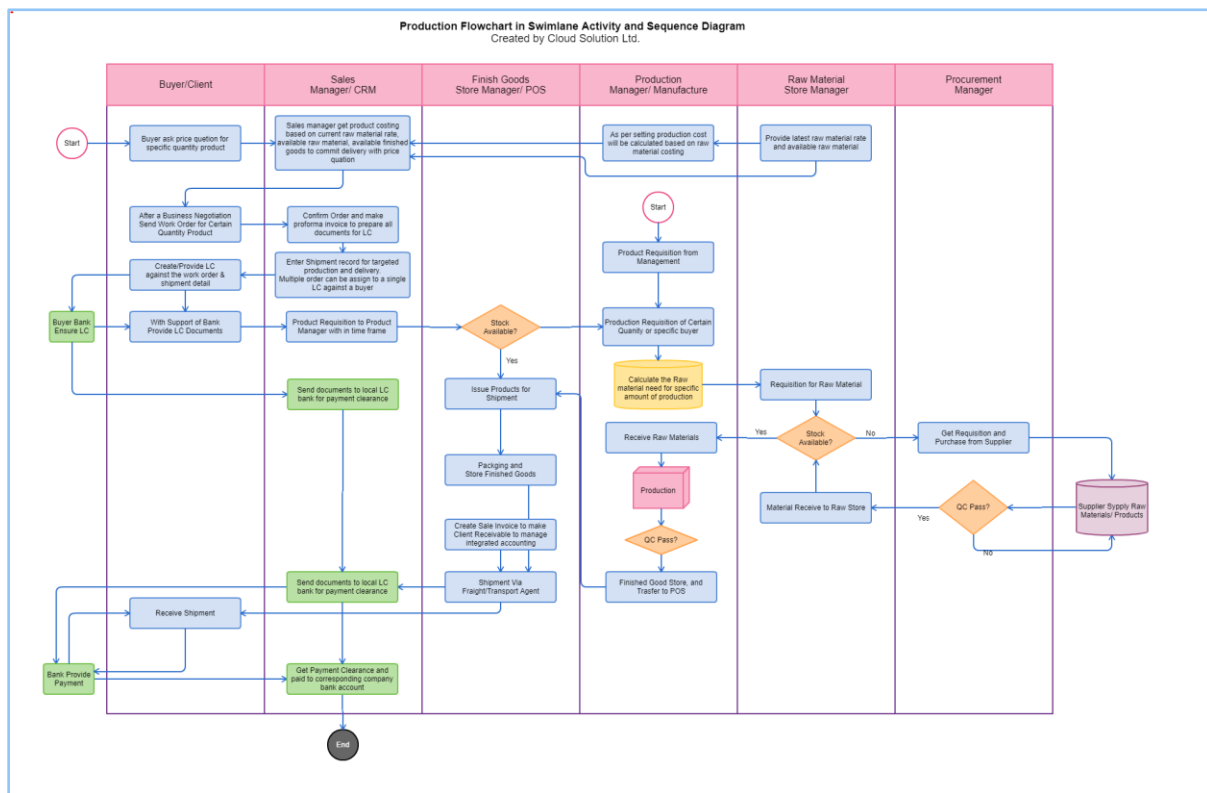 Production Flowchart in Swimlane Activity and Sequence Diagram
Created by Cloud Solution Ltd.
Buyer/Client
Sales
Manager/ CRM
Finish Goods
Store Manager/ POS
Production
Manager/ Manufacture
Raw Material
Store Manager
Procurement
Manager
Start
Buyer ask price quetion for
specific quantity product
Sales manager get product costing
based on current raw material rate,
available raw material, available finished
goods to commit delivery with price
quation
As per setting production cost
will be calculated based on raw
material costing
Provide latest raw material rate
and available raw material
After a Business Negotiation
Send Work Order for Certain
Quantity Product
Confirm Order and make
proforma invoice to prepare all
documents for LC
Start
Create/Provide LC
against the work order &
shipment detail
Enter Shipment record for targeted
production and delivery.
Multiple order can be assign to a single
LC against a buyer
Product Requisition from
Management
Buyer Bank
Ensure LC
With Support of Bank
Provide LC Documents
Product Requisition to Product
Manager with in time frame
Stock
Available?
Production Requisition of Certain
Quanity or specific buyer
Yes
Send documents to local LC
bank for payment clearance
Issue Products for
Shipment
Calculate the Raw
material need for specific
amount of production
Requisition for Raw Material
Receive Raw Materials
Yes
Stock
Available?
No
Get Requisition and
Purchase from Supplier
Packging and
Store Finished Goods
Production
Material Receive to Raw Store
Yes
QC Pass?
No
Supplier Sypply Raw
Materials/ Products
Create Sale Invoice to make
Client Receivable to manage
integrated accounting
QC Pass?
Send documents to local LC
bank for payment clearance
Shipment Via
Freight/Transport Agent
Finished Good Store, and
Trasfer to POS
Receive Shipment
Bank Provide
Payment
Get Payment Clearance and
paid to corresponding company
bank account
End